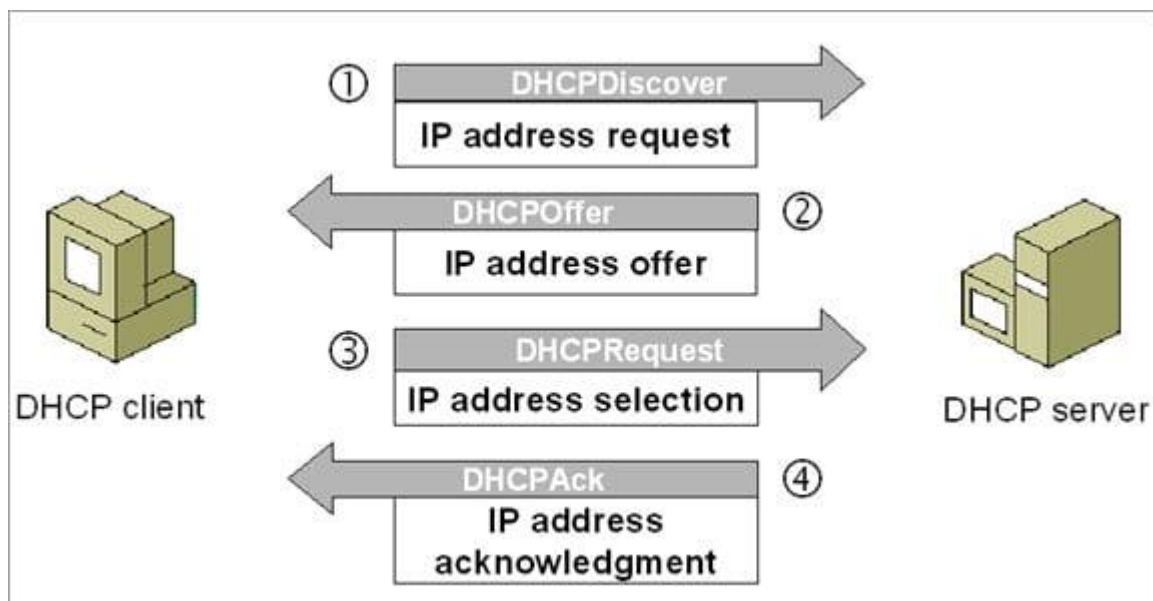 ①
DHCPDiscover
IP address request
DHCPOffer
②
IP address offer
③
DHCPRequest
IP address selection
DHCP client
DHCP server
DHCPAck
④
IP address
acknowledgment